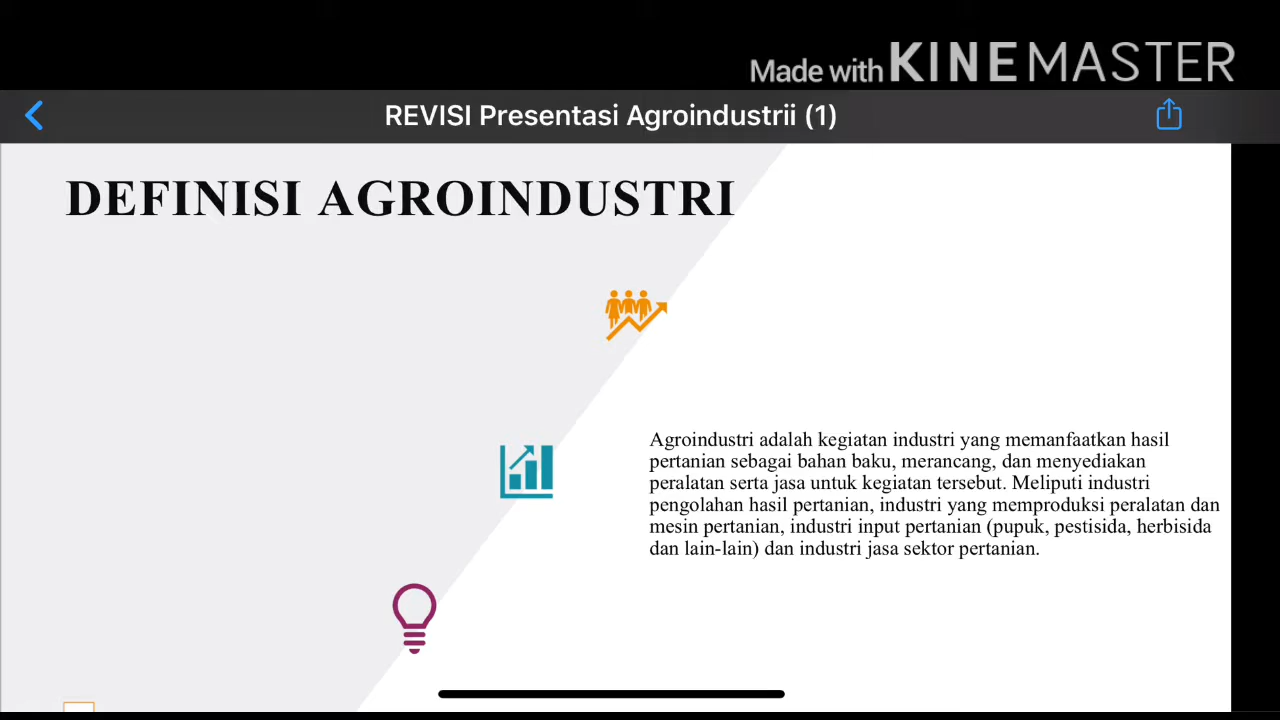 Made with KINEMASTER
REVISI Presentasi Agroindustrii (1)
DEFINISI AGROINDUSTRI
Agroindustri adalah kegiatan industri yang memanfaatkan hasil
pertanian sebagai bahan baku, merancang, dan menyediakan
peralatan serta jasa untuk kegiatan tersebut. Meliputi industri
pengolahan hasil pertanian, industri yang memproduksi peralatan dan
mesin pertanian, industri input pertanian (pupuk, pestisida, herbisida
dan lain-lain) dan industri jasa sektor pertanian.